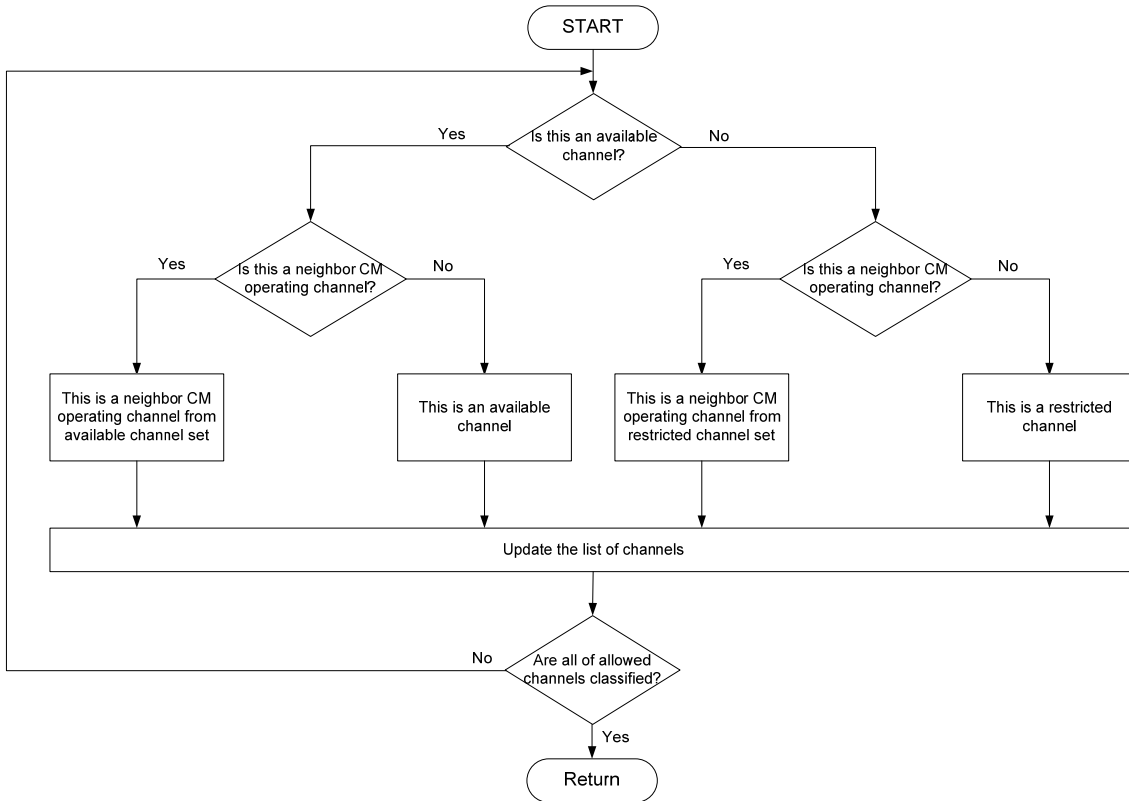 START
Yes
Is this an available
channel?
No
Yes
Is this a neighbor CM
operating channel?
No
Yes
Is this a neighbor CM
operating channel?
No
This is a neighbor CM
operating channel from
available channel set
This is an available
channel
This is a neighbor CM
operating channel from
restricted channel set
This is a restricted
channel
Update the list of channels
No
Are all of allowed
channels classified?
Yes
Return